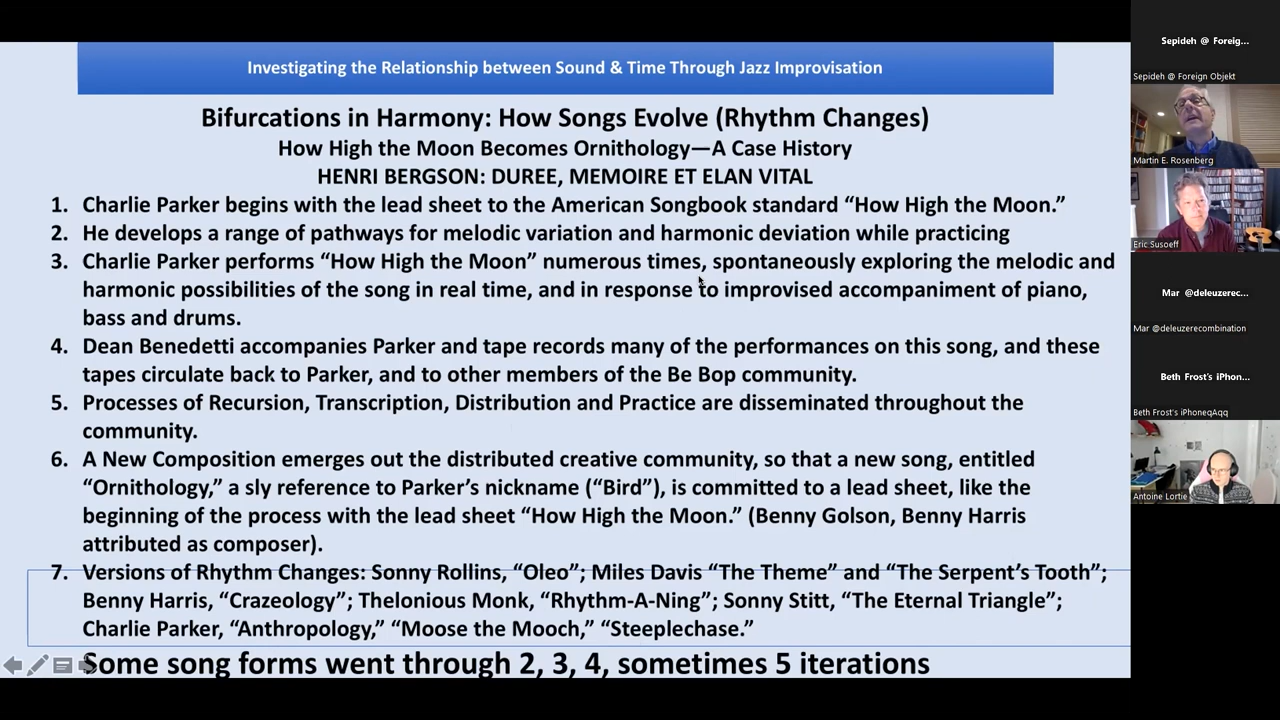 Investigating the Relationship between Sound & Time Through Jazz Improvisation
Bifurcations in Harmony: How Songs Evolve (Rhythm Changes)
How High the Moon Becomes Ornithology—A Case History
HENRI BERGSON: DUREE, MEMOIRE ET ELAN VITAL
1. Charlie Parker begins with the lead sheet to the American Songbook standard “How High the Moon.”
2. He develops a range of pathways for melodic variation and harmonic deviation while practicing
3. Charlie Parker performs “How High the Moon” numerous times, spontaneously exploring the melodic and
harmonic possibilities of the song in real time, and in response to improvised accompaniment of piano,
bass and drums.
4. Dean Benedetti accompanies Parker and tape records many of the performances on this song, and these
tapes circulate back to Parker, and to other members of the Be Bop community.
5. Processes of Recursion, Transcription, Distribution and Practice are disseminated throughout the
community.
6. A New Composition emerges out the distributed creative community, so that a new song, entitled
“Ornithology,” a sly reference to Parker’s nickname (“Bird”), is committed to a lead sheet, like the
beginning of the process with the lead sheet “How High the Moon.” (Benny Golson, Benny Harris
attributed as composer).
7. Versions of Rhythm Changes: Sonny Rollins, “Oleo”; Miles Davis “The Theme” and “The Serpent’s Tooth”;
Benny Harris, “Crazeology”; Thelonious Monk, “Rhythm-A-Ning”; Sonny Stitt, “The Eternal Triangle”;
Charlie Parker, “Anthropology,” “Moose the Mooch,” “Steeplechase.”
Some song forms went through 2, 3, 4, sometimes 5 iterations
Sepideh @ Foreig...
Sepideh @ Foreign Objekt
Martin E. Rosenberg
Eric Susoeff
Mar @deleuzerec...
Mar @deleuzerecombination
Beth Frost's iPhon...
Beth Frost's iPhoneqAqq
Antoine Lortie